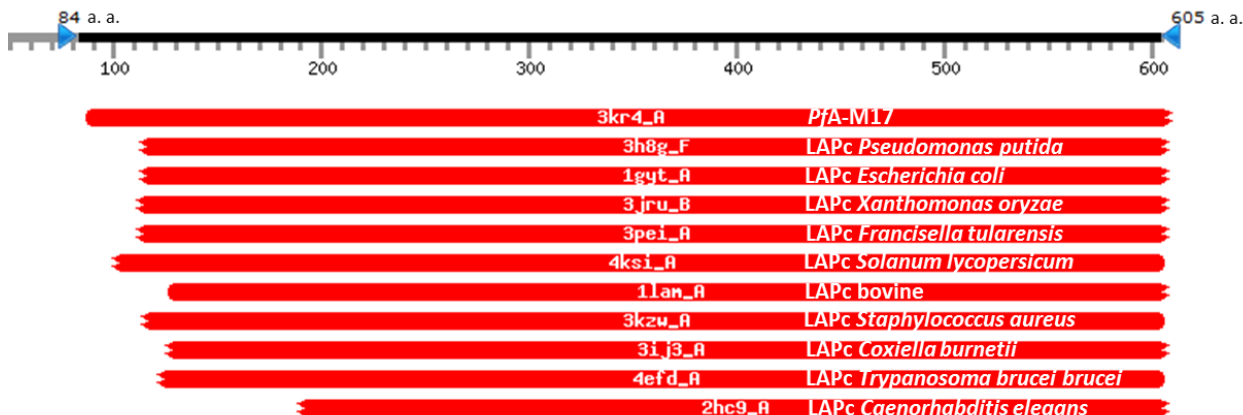 84 a. a. 605 a. a.
100 200 300 400 500 600
3kr4_A PfA-M17
3h8g_F LAPc Pseudomonas putida
1gyt_A LAPc Escherichia coli
3jru_B LAPc Xanthomonas oryzae
3pei_A LAPc Francisella tularensis
4ksi_A LAPc Solanum lycopersicum
1lam_A LAPc bovine
3kzw_A LAPc Staphylococcus aureus
3ij3_A LAPc Coxiella burnetii
4efd_A LAPc Trypanosoma brucei brucei
2hc9_A LAPc Caenorhabditis elegans